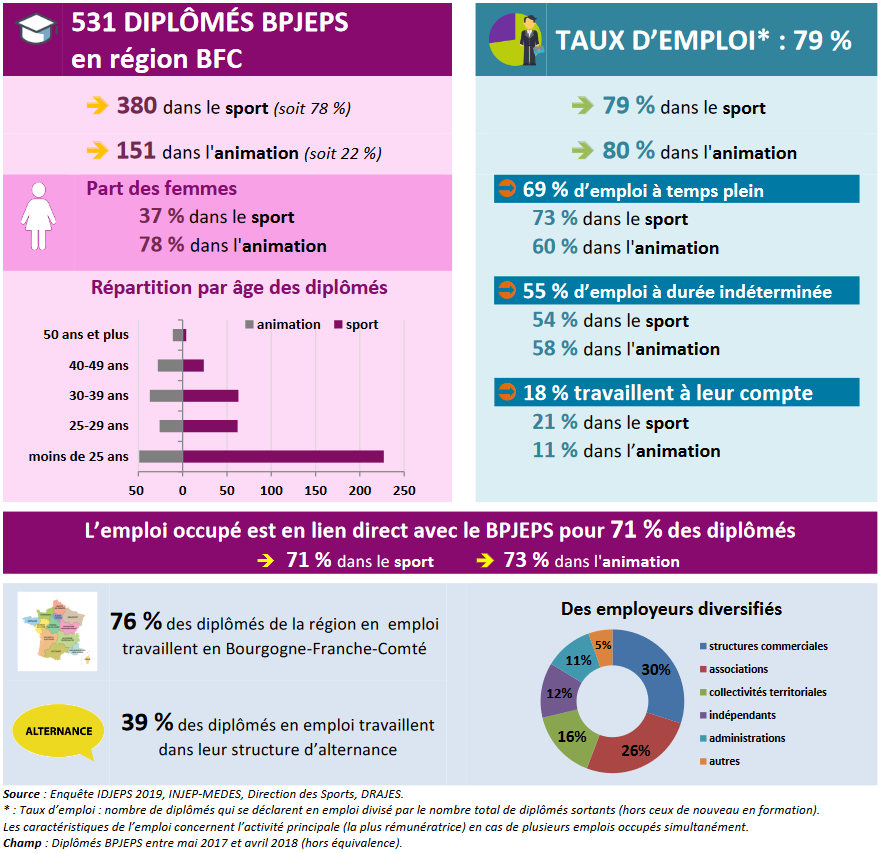 531 DIPLÔMÉS BPJEPS
en région BFC
380 dans le sport (soit 78 %)
151 dans l'animation (soit 22 %)
Part des femmes
37 % dans le sport
78 % dans l'animation
Répartition par âge des diplômés
animation sport
50 ans et plus
40-49 ans
30-39 ans
25-29 ans
moins de 25 ans
50 0 50 100 150 200 250
TAUX D'EMPLOI* : 79 %
79 % dans le sport
80 % dans l'animation
69 % d'emploi à temps plein
73 % dans le sport
60 % dans l'animation
55 % d'emploi à durée indéterminée
54 % dans le sport
58 % dans l'animation
18 % travaillent à leur compte
21 % dans le sport
11 % dans l’animation
L’emploi occupé est en lien direct avec le BPJEPS pour 71 % des diplômés
71 % dans le sport 73 % dans l'animation
76 % des diplômés de la région en emploi
travaillent en Bourgogne-Franche-Comté
ALTERNANCE
39 % des diplômés en emploi travaillent
dans leur structure d’alternance
Des employeurs diversifiés
30%
26%
16%
12%
11%
5%
structures commerciales
associations
collectivités territoriales
indépendants
administrations
autres
Source : Enquête IDJEPS 2019, INJEP-MEDES, Direction des Sports, DRAJES.
* : Taux d’emploi : nombre de diplômés qui se déclarent en emploi divisé par le nombre total de diplômés sortants (hors ceux de nouveau en formation).
Les caractéristiques de l’emploi concernent l’activité principale (la plus rémunératrice) en cas de plusieurs emplois occupés simultanément.
Champ : Diplômés BPJEPS entre mai 2017 et avril 2018 (hors équivalence).